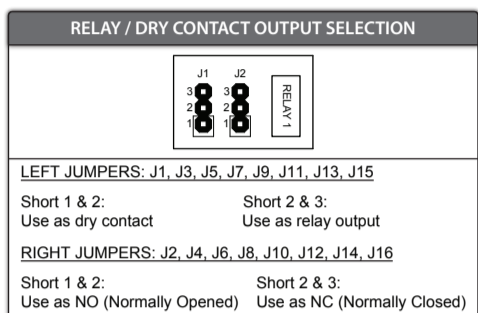 RELAY / DRY CONTACT OUTPUT SELECTION
J1 J2
3 3
2 2
1 1
RELAY 1
LEFT JUMPERS: J1, J3, J5, J7, J9, J11, J13, J15
Short 1 & 2: Short 2 & 3:
Use as dry contact Use as relay output
RIGHT JUMPERS: J2, J4, J6, J8, J10, J12, J14, J16
Short 1 & 2: Short 2 & 3:
Use as NO (Normally Opened) Use as NC (Normally Closed)